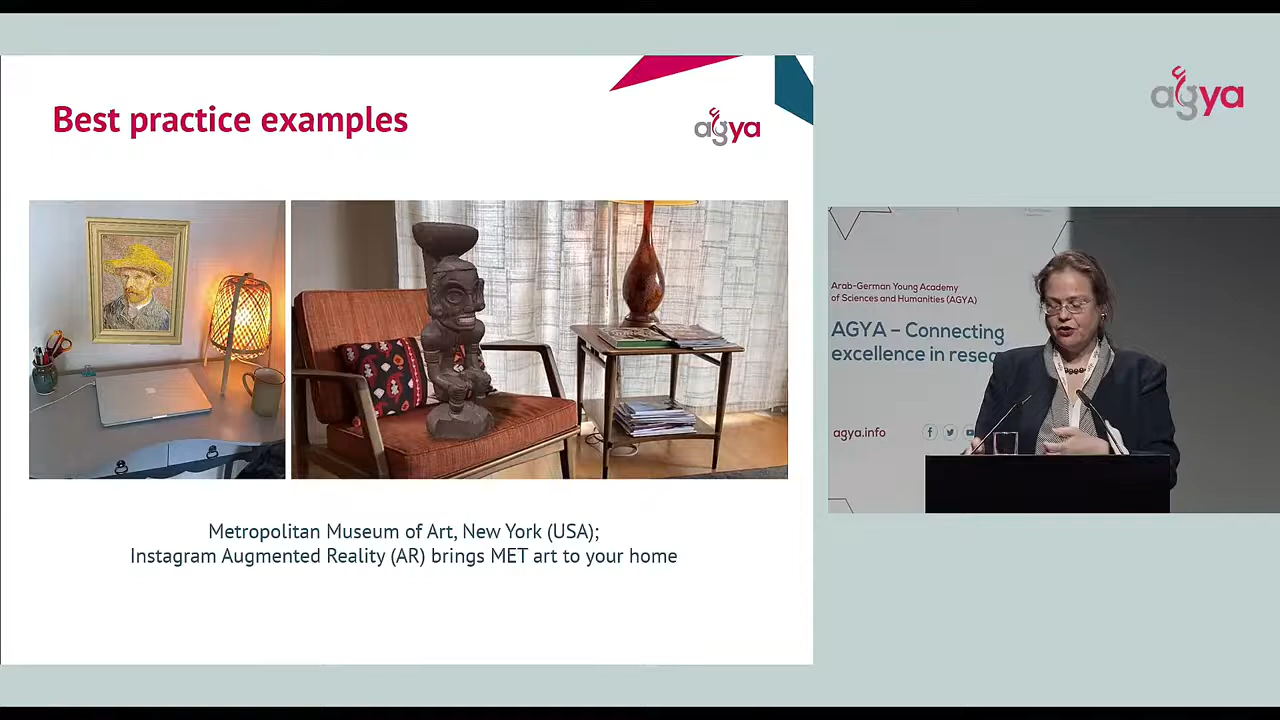 Best practice examples
agya
Metropolitan Museum of Art, New York (USA);
Instagram Augmented Reality (AR) brings MET art to your home
agya
Arab-German Young Academy
of Sciences and Humanities (AGYA)
AGYA – Connecting
excellence in resea
agya.info